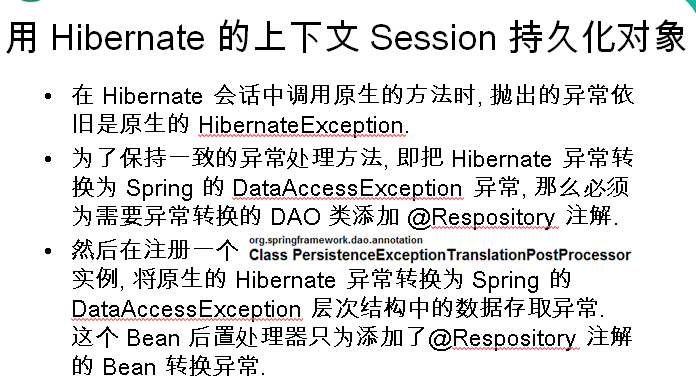 用 Hibernate 的上下文 Session 持久化对象
• 在 Hibernate 会话中调用原生的方法时, 抛出的异常依
旧是原生的 HibernateException.
• 为了保持一致的异常处理方法, 即把 Hibernate 异常转
换为 Spring 的 DataAccessException 异常, 那么必须
为需要异常转换的 DAO 类添加 @Respository 注解.
• 然后在注册一个
org.springframework.dao.annotation
Class PersistenceExceptionTranslationPostProcessor
实例, 将原生的 Hibernate 异常转换为 Spring 的
DataAccessException 层次结构中的数据存取异常.
这个 Bean 后置处理器只为添加了@Respository 注解
的 Bean 转换异常.